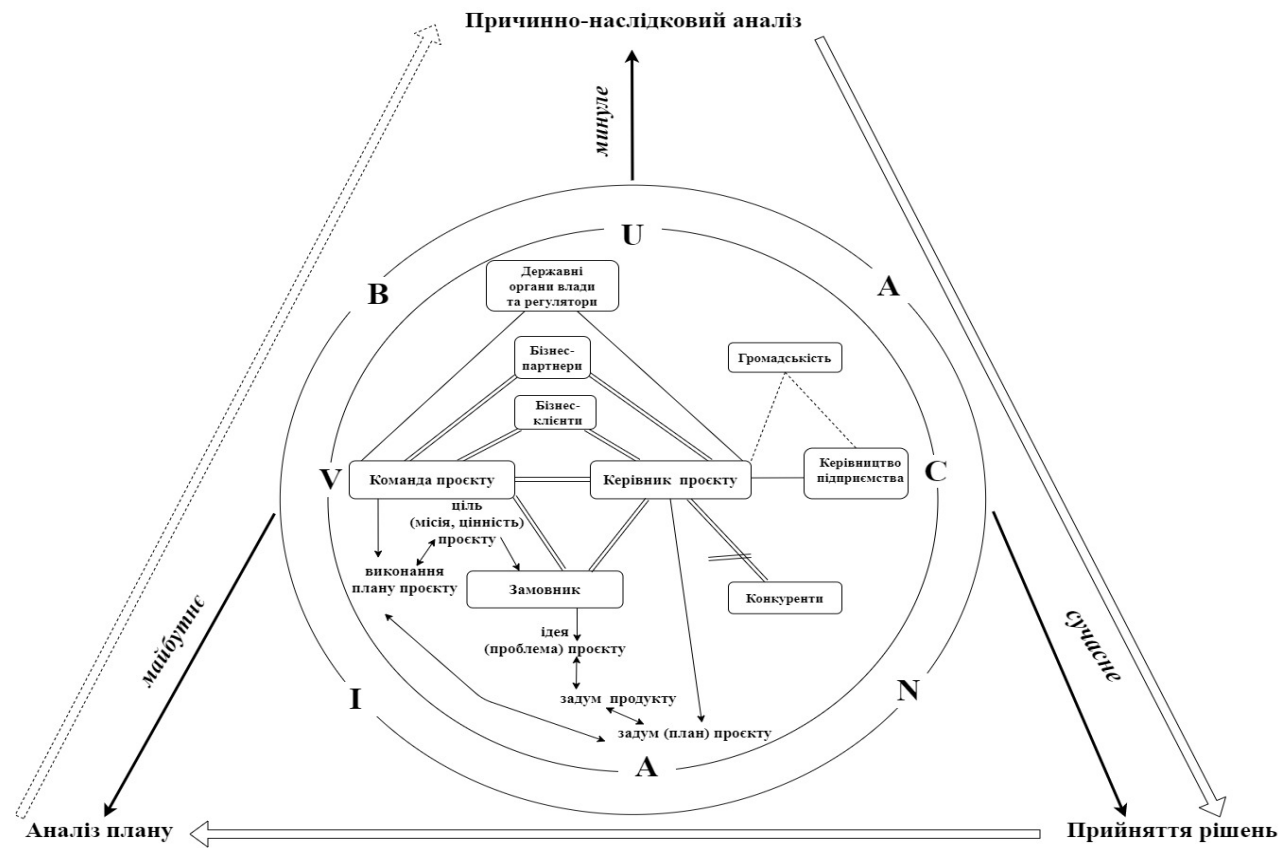 Причинно-наслідковий аналіз
минуле
U
B
A
Державні
органи влади
та регулятори
Бізнес-
партнери
Громадськість
Бізнес-
клієнти
V
Команда проєкту
Керівник проєкту
Керівництво
підприємства
C
ціль
(місія, цінність)
проєкту
виконання
плану проєкту
Замовник
Конкуренти
майбутнє
сучасне
ідея
(проблема) проєкту
I
N
задум продукту
задум (план) проєкту
A
Аналіз плану
Прийняття рішень